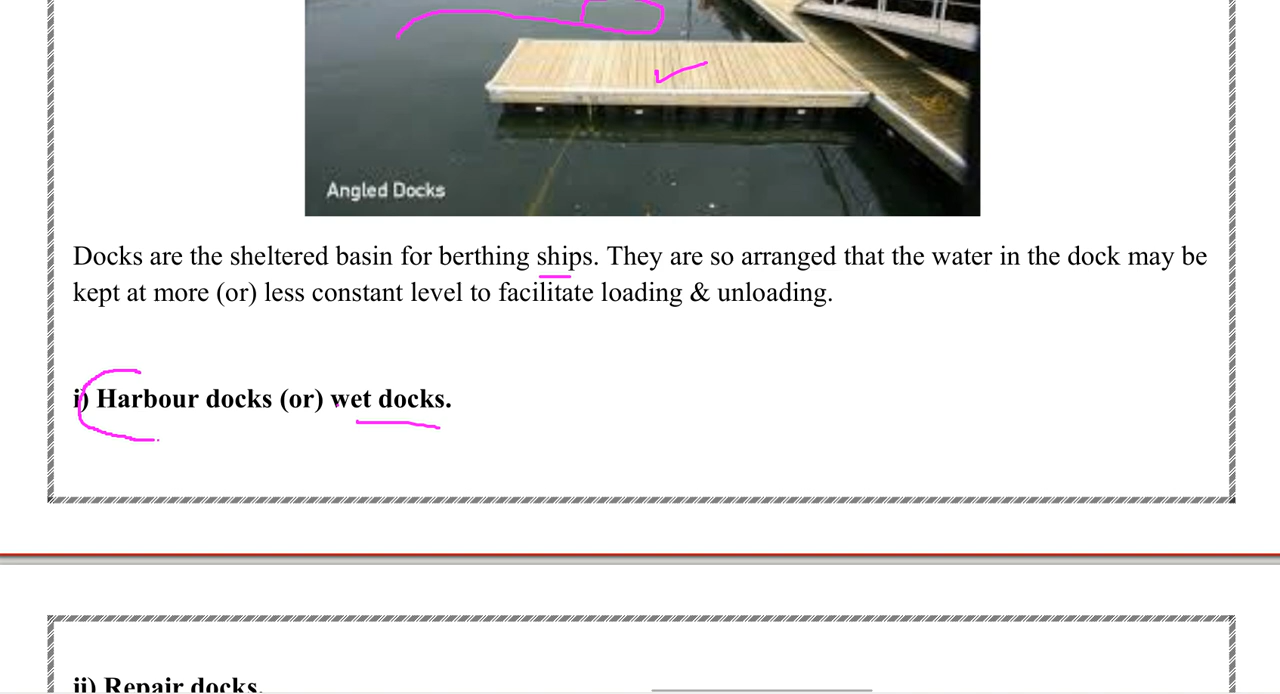 Angled Docks
Docks are the sheltered basin for berthing ships. They are so arranged that the water in the dock may be
kept at more (or) less constant level to facilitate loading & unloading.
i) Harbour docks (or) wet docks.
ii) Repair docks.